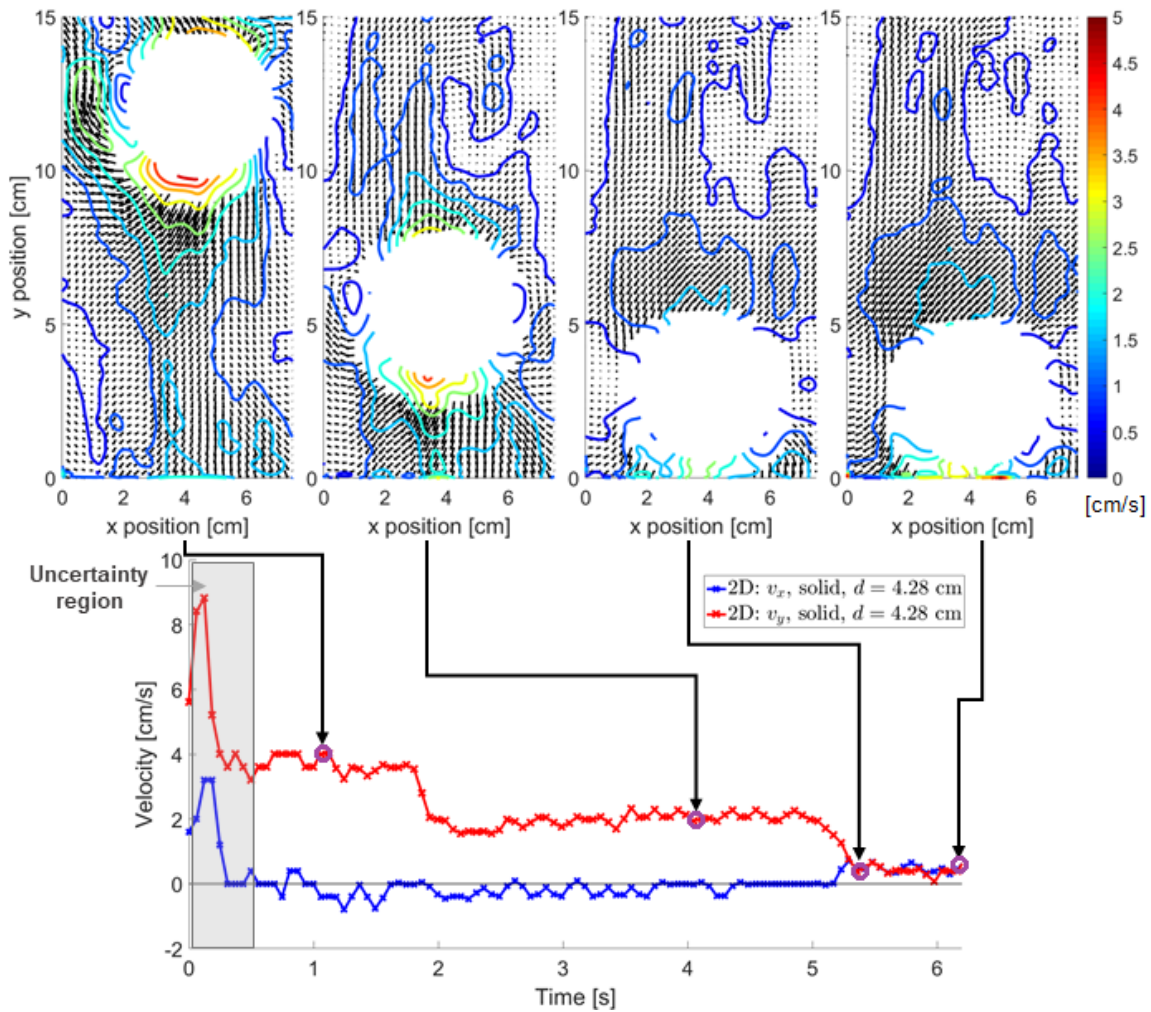 15
10
5
0
y position [cm]
0 2 4 6
x position [cm]
15
10
5
0
0 2 4 6
x position [cm]
15
10
5
0
0 2 4 6
x position [cm]
15
10
5
0
0 2 4 6
x position [cm]
5
4.5
4
3.5
3
2.5
2
1.5
1
0.5
0
[cm/s]
Uncertainty
region
2D: vx, solid, d = 4.28 cm
2D: vy, solid, d = 4.28 cm
10
8
6
4
2
0
-2
Velocity [cm/s]
0 1 2 3 4 5 6
Time [s]